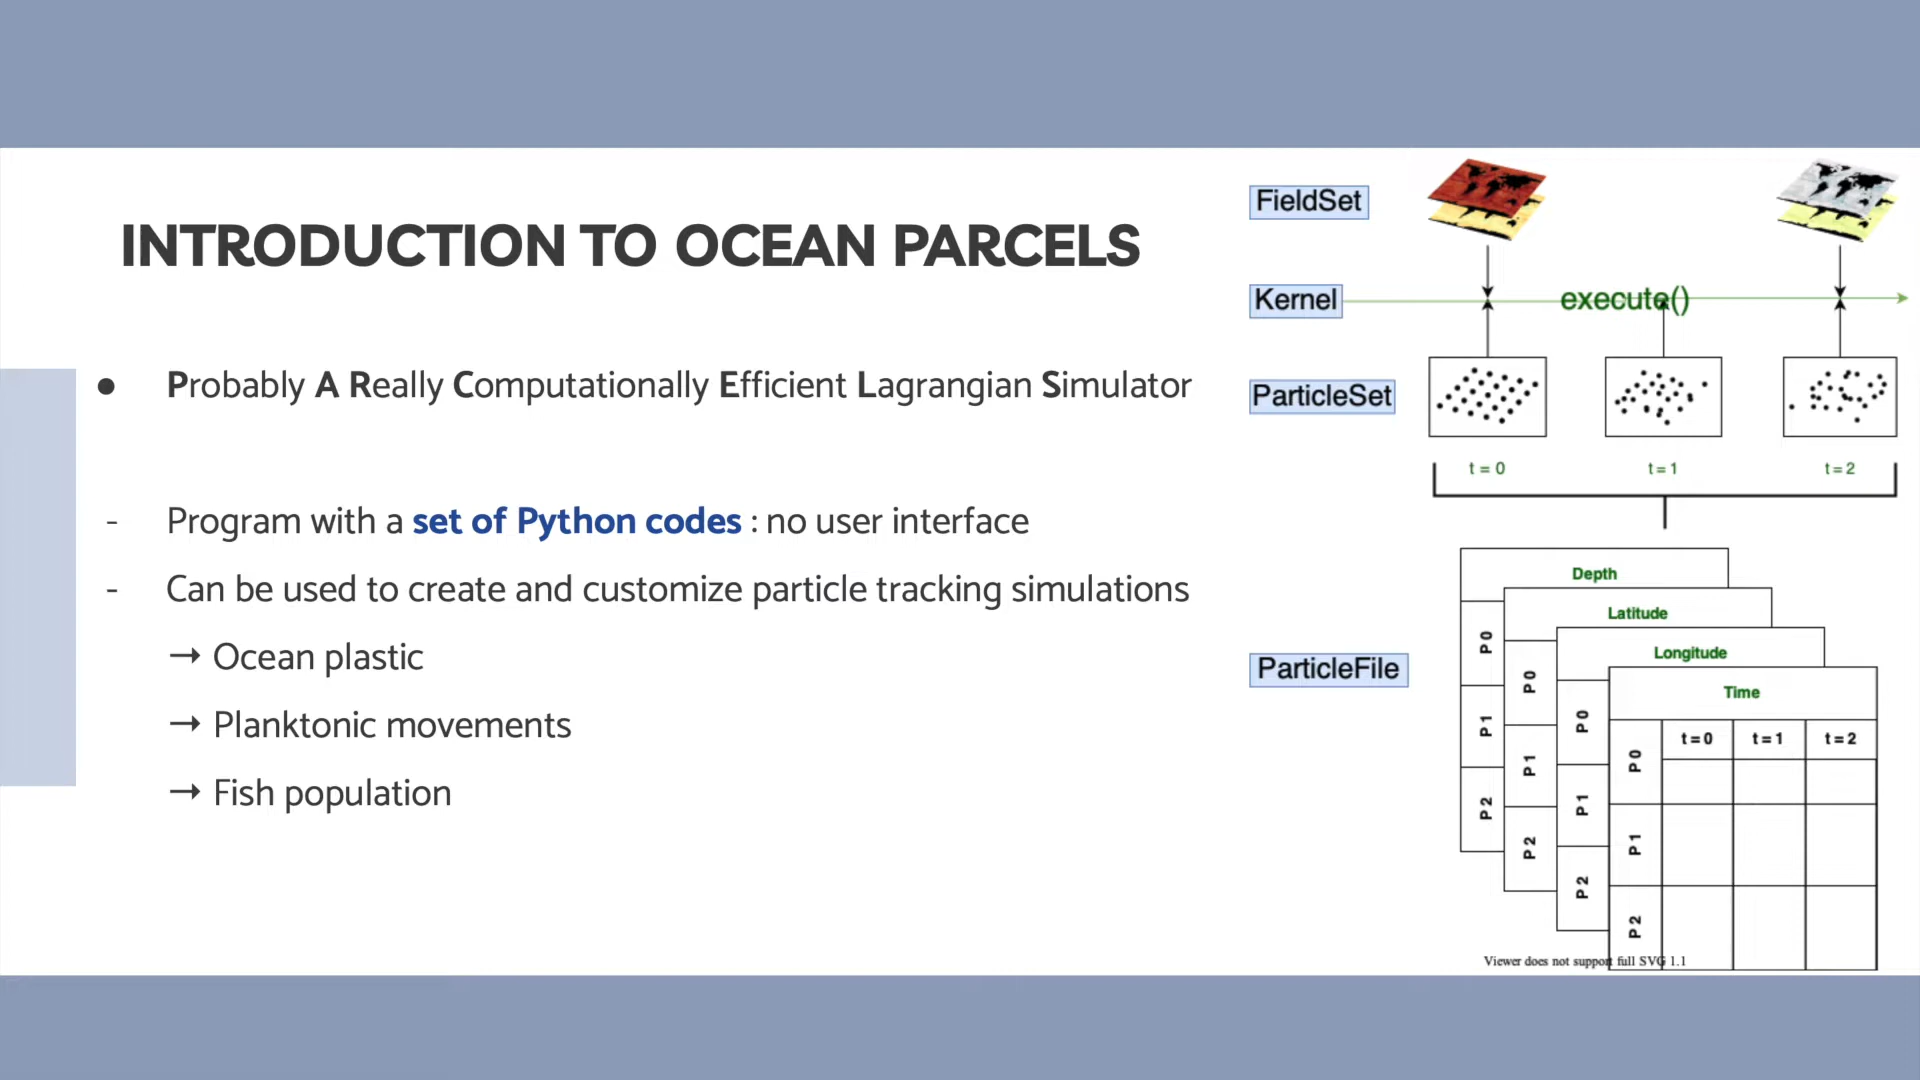 INTRODUCTION TO OCEAN PARCELS
● Probably A Really Computationally Efficient Lagrangian Simulator
- Program with a set of Python codes : no user interface
- Can be used to create and customize particle tracking simulations
→ Ocean plastic
→ Planktonic movements
→ Fish population
FieldSet
Kernel
execute()
ParticleSet
t = 0
t = 1
t = 2
ParticleFile
Depth
P0
P1
P2
Latitude
P0
P1
P2
Longitude
P0
P1
P2
Time
t = 0 t = 1 t = 2
P0
P1
P2
Viewer does not support full SVG 1.1